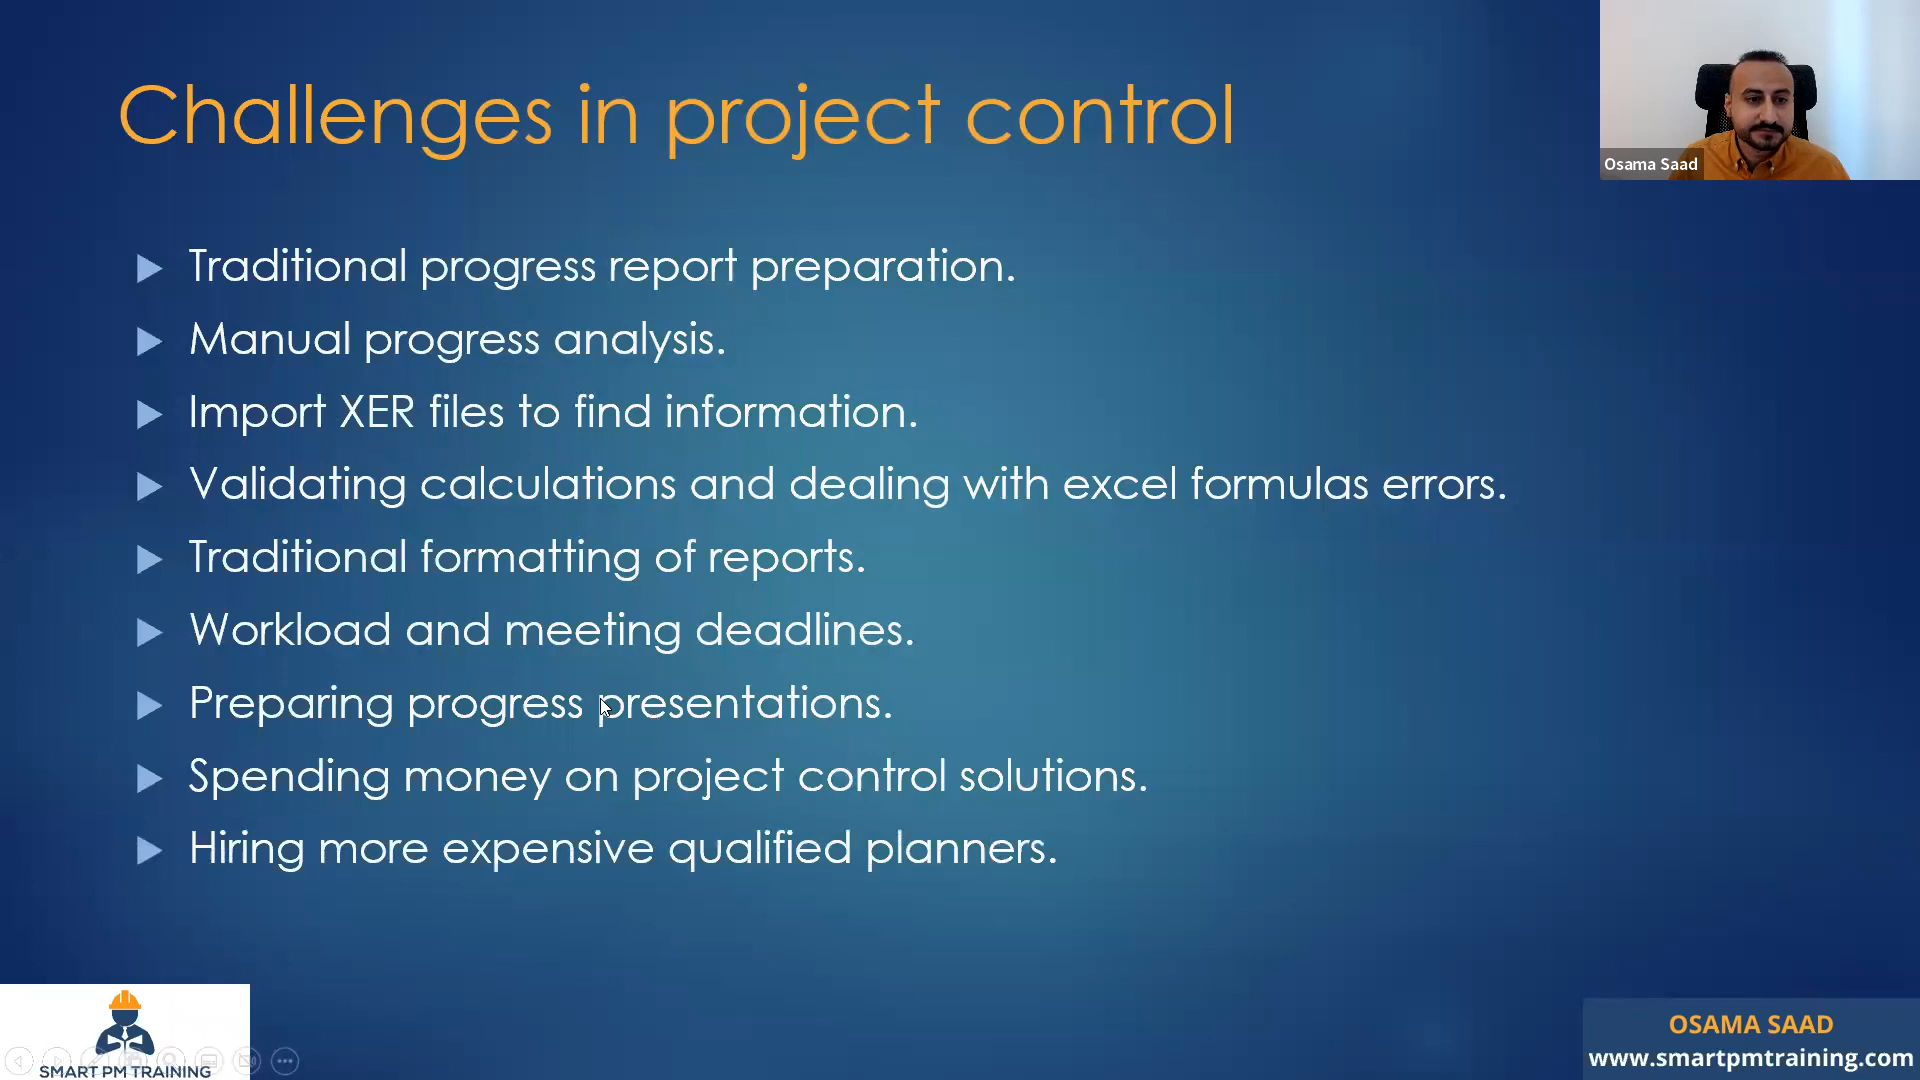 Challenges in project control
Osama Saad
Traditional progress report preparation.
Manual progress analysis.
Import XER files to find information.
Validating calculations and dealing with excel formulas errors.
Traditional formatting of reports.
Workload and meeting deadlines.
Preparing progress presentations.
Spending money on project control solutions.
Hiring more expensive qualified planners.
SMART PM TRAINING
OSAMA SAAD
www.smartpmtraining.com